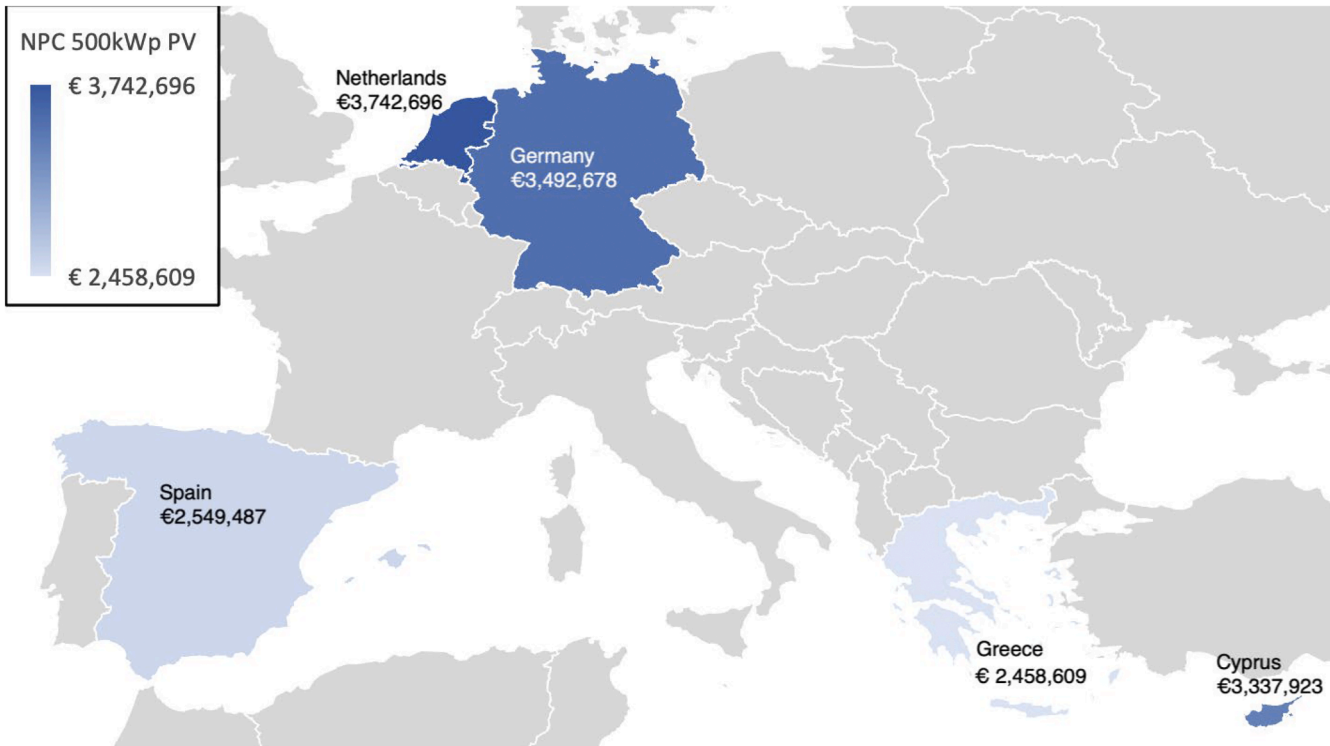 NPC 500kWp PV
€ 3,742,696
€ 2,458,609
Netherlands
€3,742,696
Germany
€3,492,678
Spain
€2,549,487
Greece
€ 2,458,609
Cyprus
€3,337,923